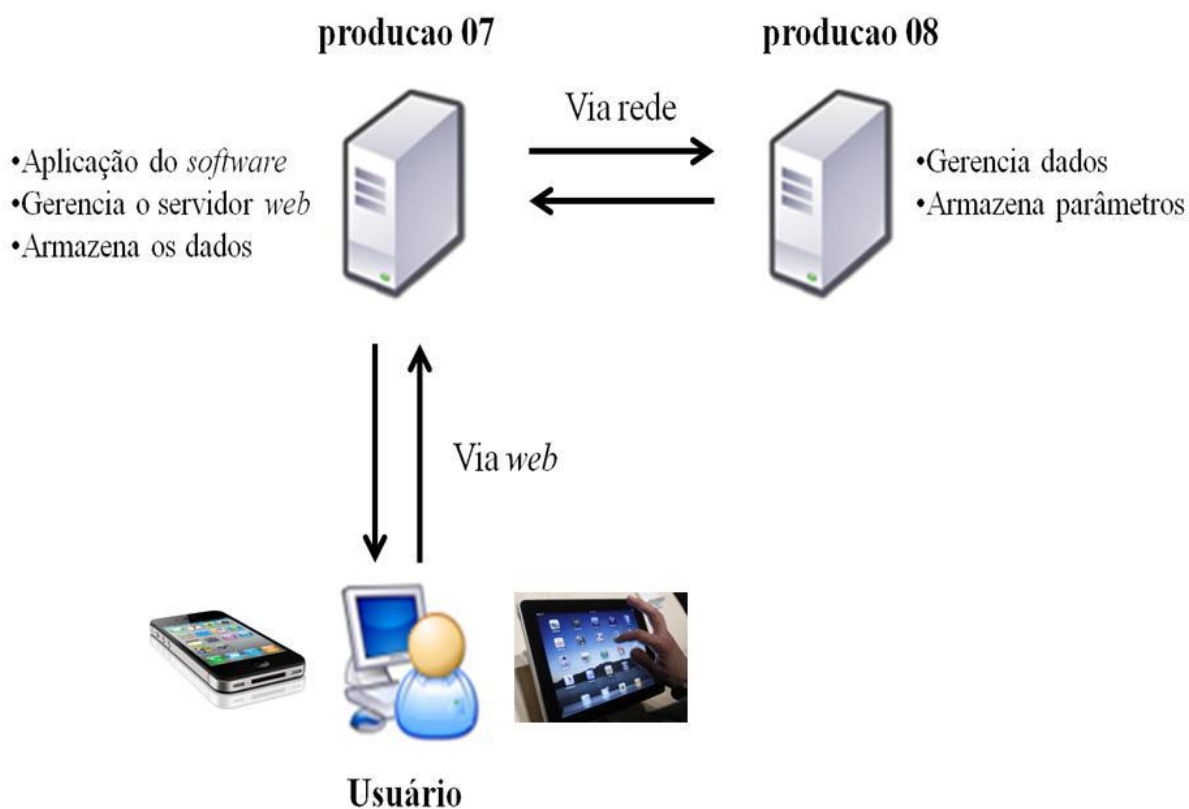 producao 07
producao 08
Via rede
•Aplicação do software
•Gerencia o servidor web
•Armazena os dados
•Gerencia dados
•Armazena parâmetros
Via web
Usuário